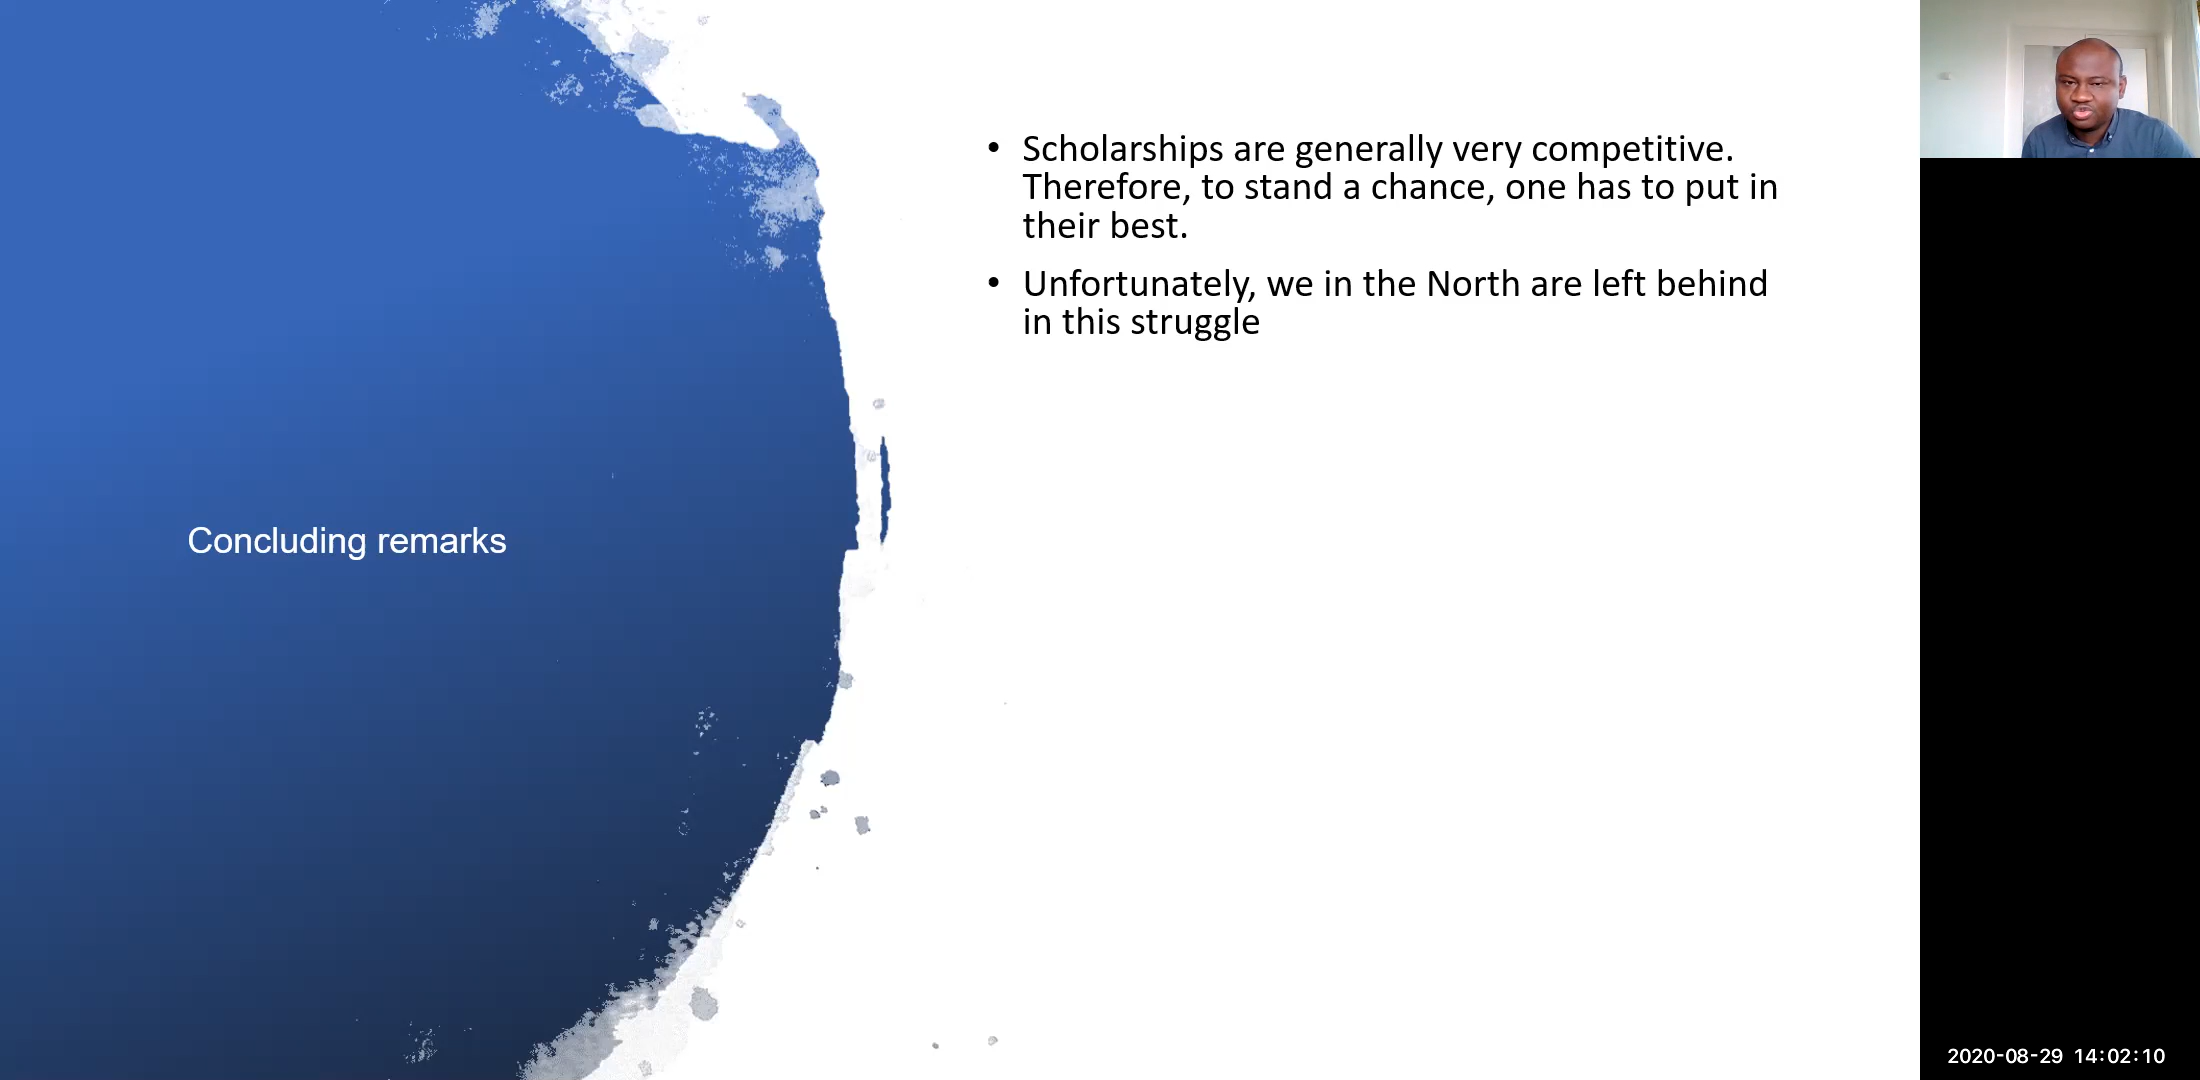 Concluding remarks
• Scholarships are generally very competitive.
Therefore, to stand a chance, one has to put in
their best.
• Unfortunately, we in the North are left behind
in this struggle
2020-08-29 14:02:10